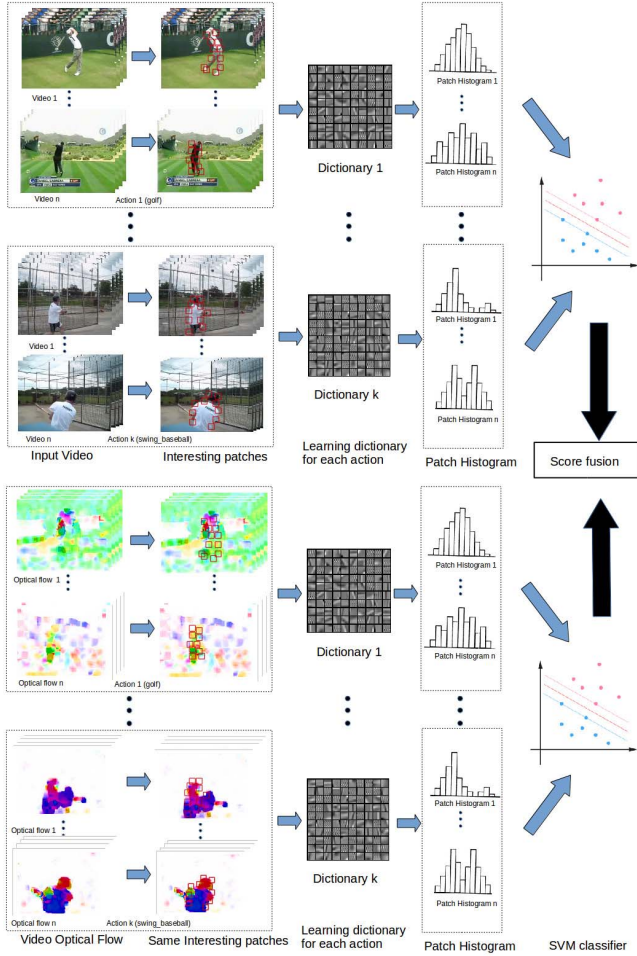 Video 1
Patch Histogram 1
Dictionary 1
Video n
Action 1 (golf)
Patch Histogram n
Video 1
Patch Histogram 1
Dictionary k
Video n
Action k (swing_baseball)
Patch Histogram n
Input Video
Interesting patches
Learning dictionary
for each action
Patch Histogram
Score fusion
Optical flow 1
Patch Histogram 1
Dictionary 1
Optical flow n
Action 1 (golf)
Patch Histogram n
Optical flow 1
Patch Histogram 1
Dictionary k
Optical flow n
Action k (swing_baseball)
Patch Histogram n
Video Optical Flow
Same Interesting patches
Learning dictionary
for each action
Patch Histogram
SVM classifier